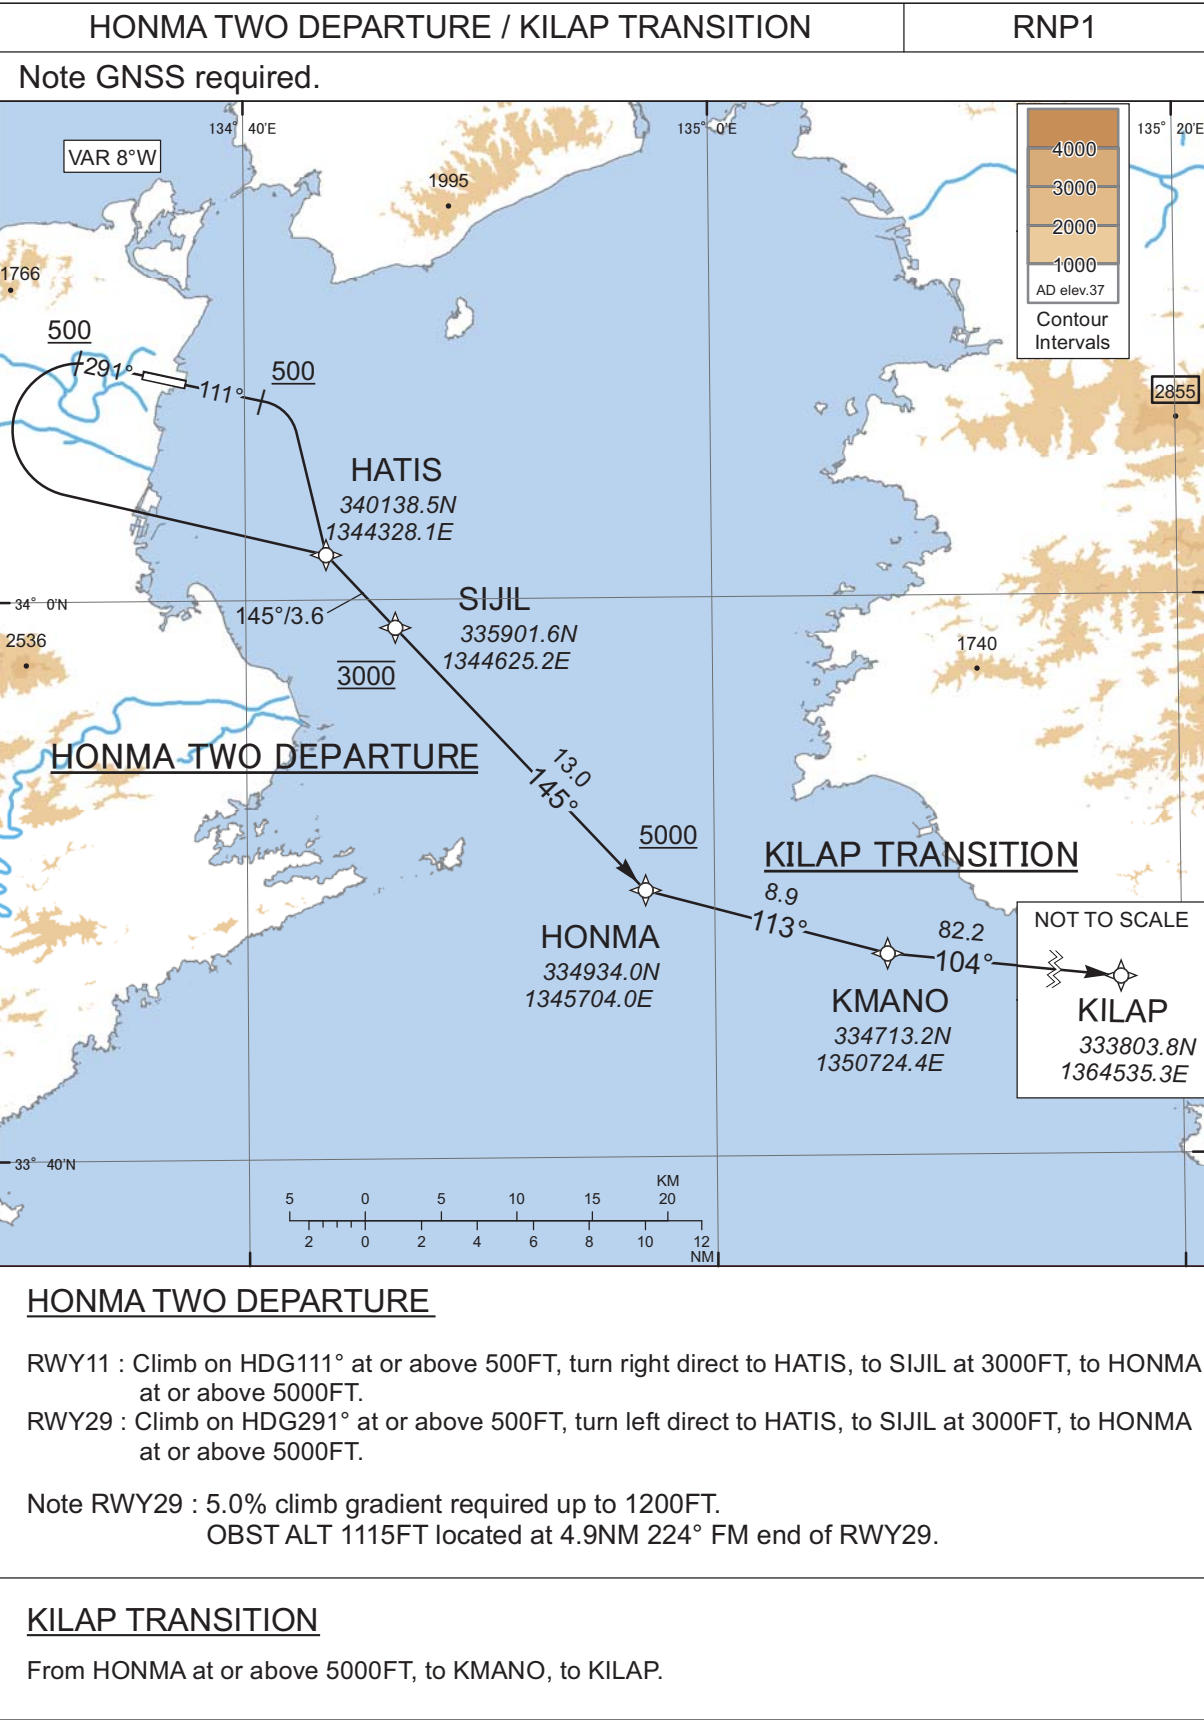 HONMA TWO DEPARTURE / KILAP TRANSITION
RNP1
Note GNSS required.
134° 40'E
135° 0'E
135° 20'E
VAR 8°W
4000
3000
2000
1000
AD elev.37
Contour
Intervals
1995
1766
500
291°
111°
500
2855
HATIS
340138.5N
1344328.1E
34° 0'N
145°/3.6
SIJIL
335901.6N
1344625.2E
2536
3000
1740
HONMA TWO DEPARTURE
13.0
145°
5000
KILAP TRANSITION
8.9
113°
HONMA
334934.0N
1345704.0E
82.2
104°
NOT TO SCALE
KMANO
334713.2N
1350724.4E
KILAP
333803.8N
1364535.3E
33° 40'N
KM
5 0 5 10 15 20
2 0 2 4 6 8 10 12
NM
HONMA TWO DEPARTURE
RWY11 : Climb on HDG111° at or above 500FT, turn right direct to HATIS, to SIJIL at 3000FT, to HONMA
at or above 5000FT.
RWY29 : Climb on HDG291° at or above 500FT, turn left direct to HATIS, to SIJIL at 3000FT, to HONMA
at or above 5000FT.
Note RWY29 : 5.0% climb gradient required up to 1200FT.
OBST ALT 1115FT located at 4.9NM 224° FM end of RWY29.
KILAP TRANSITION
From HONMA at or above 5000FT, to KMANO, to KILAP.